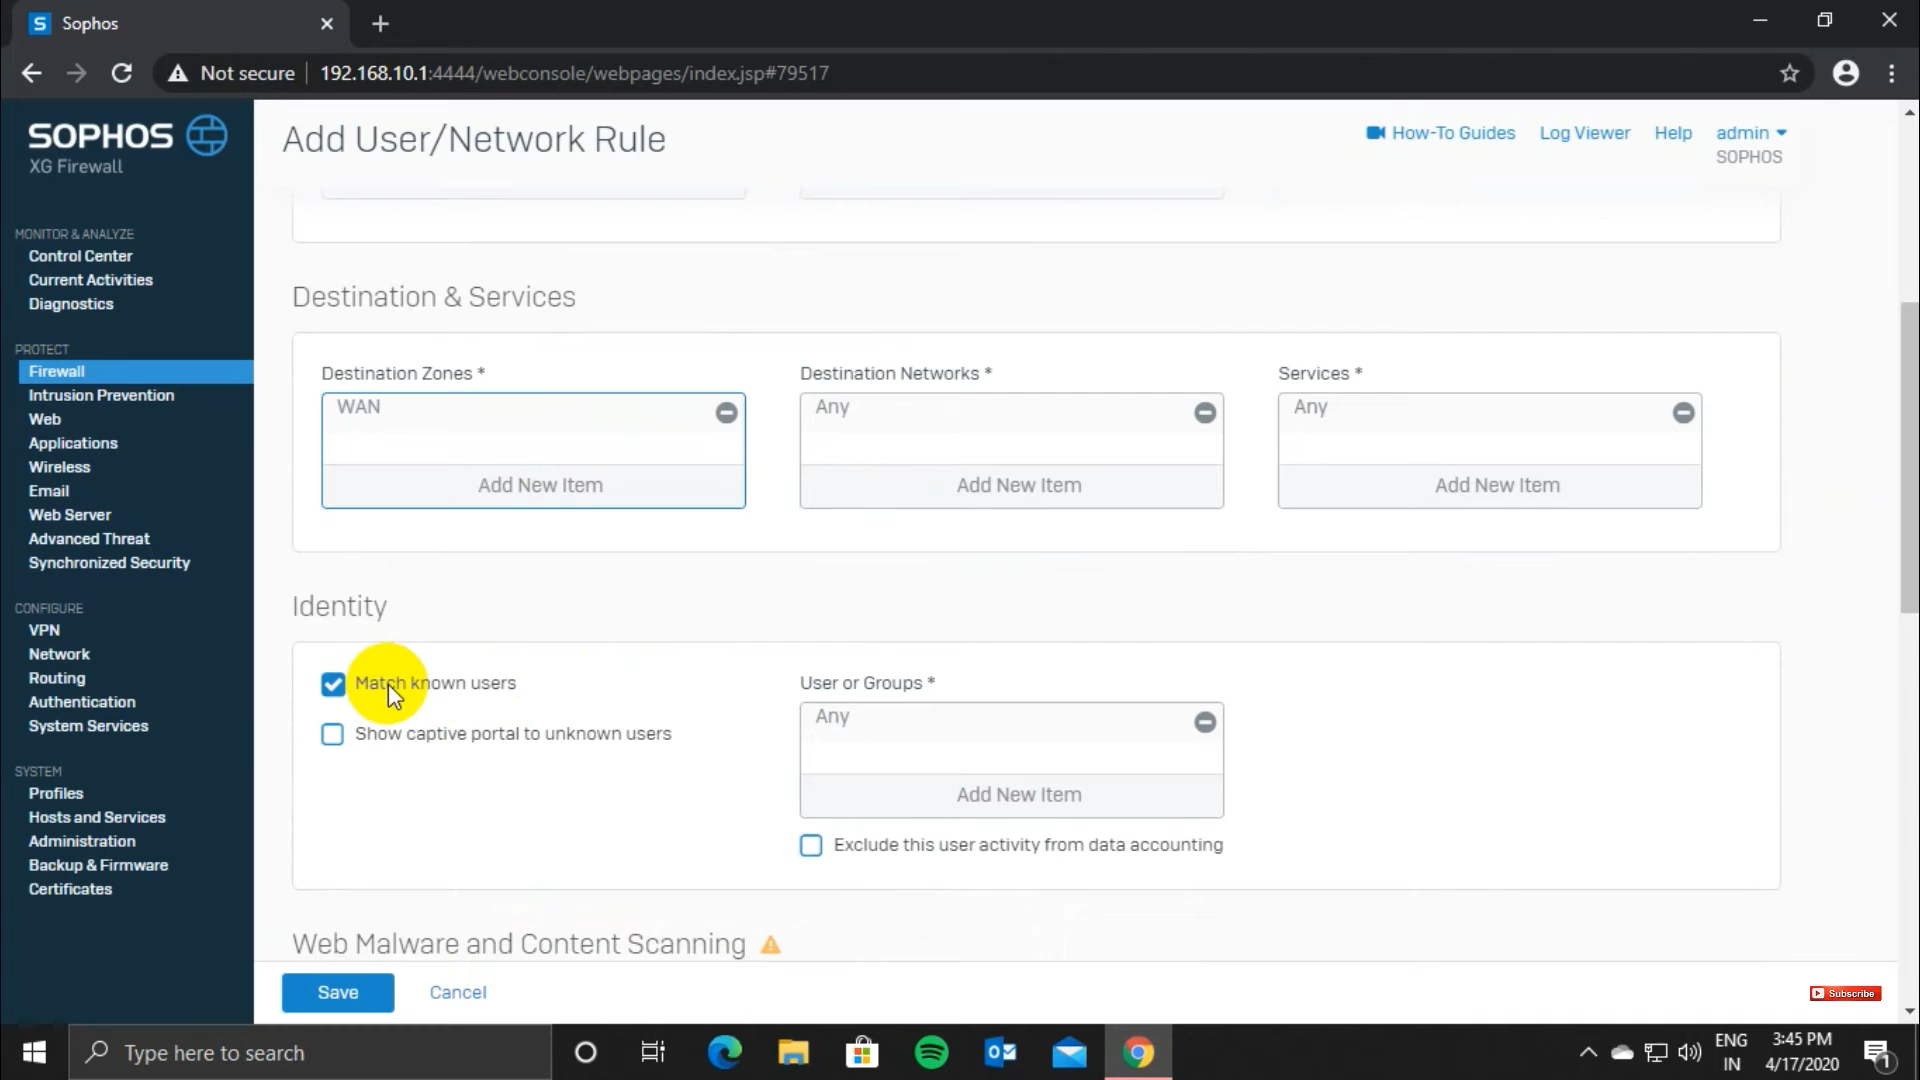 S Sophos
Not secure 192.168.10.1:4444/webconsole/webpages/index.jsp#79517
SOPHOS
XG Firewall
Add User/Network Rule
How-To Guides Log Viewer Help admin
SOPHOS
MONITOR & ANALYZE
Control Center
Current Activities
Diagnostics
PROTECT
Firewall
Intrusion Prevention
Web
Applications
Wireless
Email
Web Server
Advanced Threat
Synchronized Security
CONFIGURE
VPN
Network
Routing
Authentication
System Services
SYSTEM
Profiles
Hosts and Services
Administration
Backup & Firmware
Certificates
Destination & Services
Destination Zones * Destination Networks * Services *
WAN Any Any
Add New Item Add New Item Add New Item
Identity
Match known users User or Groups *
Show captive portal to unknown users Any
Add New Item
Exclude this user activity from data accounting
Web Malware and Content Scanning
Save Cancel
Subscribe
Type here to search
ENG 3:45 PM
IN 4/17/2020
1